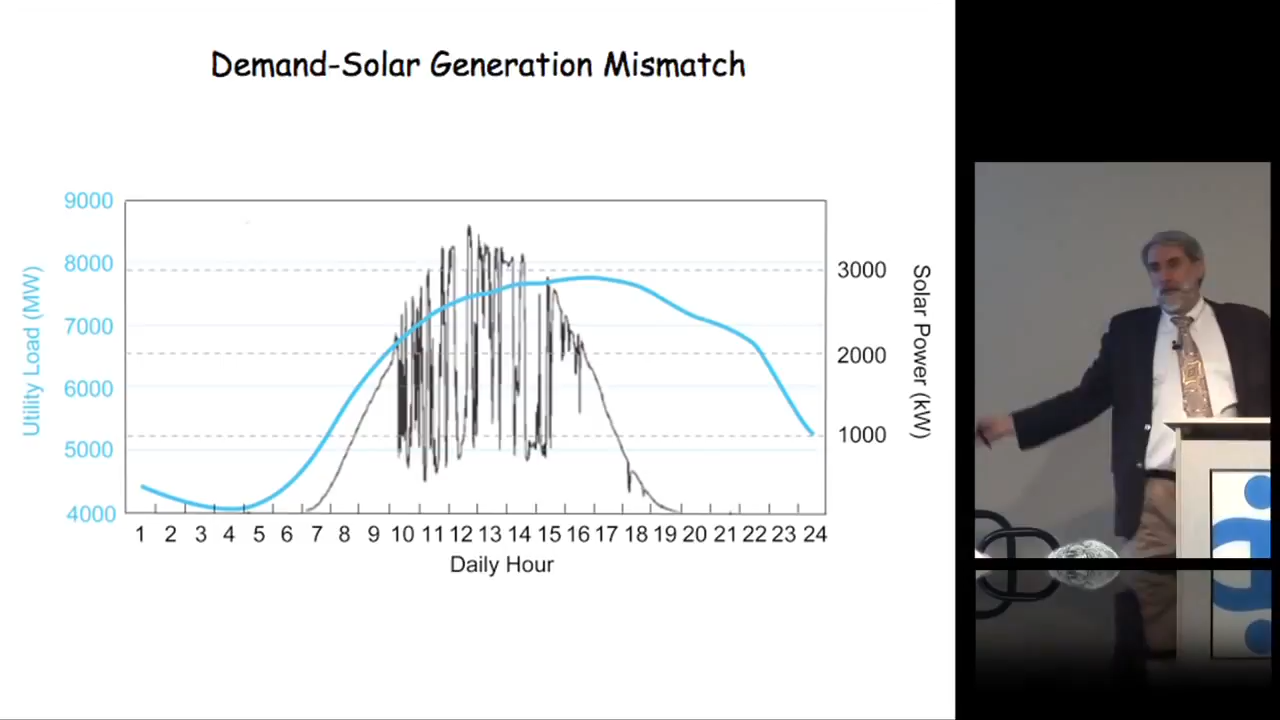 Demand-Solar Generation Mismatch
Utility Load (MW)
9000
8000
7000
6000
5000
4000
3000
2000
1000
Solar Power (kW)
1 2 3 4 5 6 7 8 9 10 11 12 13 14 15 16 17 18 19 20 21 22 23 24
Daily Hour